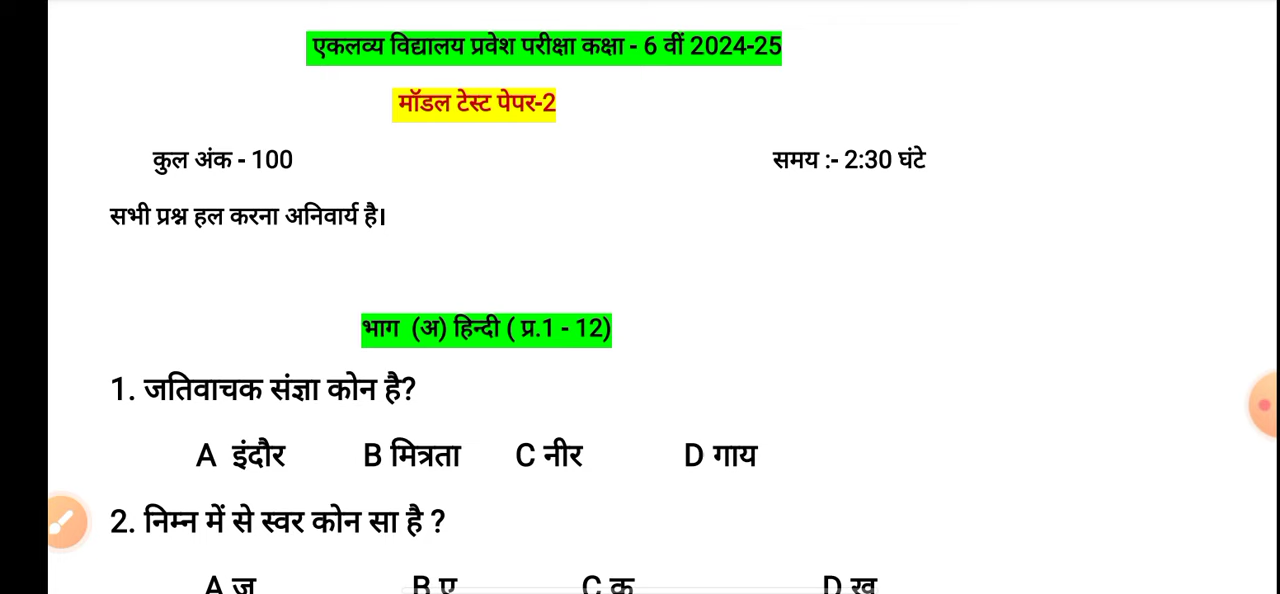 एकलव्य विद्यालय प्रवेश परीक्षा कक्षा - 6 वीं 2024-25
मॉडल टेस्ट पेपर-2
कुल अंक - 100 समय :- 2:30 घंटे
सभी प्रश्न हल करना अनिवार्य है।
भाग (अ) हिन्दी ( प्र.1 - 12)
1. जतिवाचक संज्ञा कोन है?
A इंदौर B मित्रता C नीर D गाय
2. निम्न में से स्वर कोन सा है ?
A ज B ए C क D ख